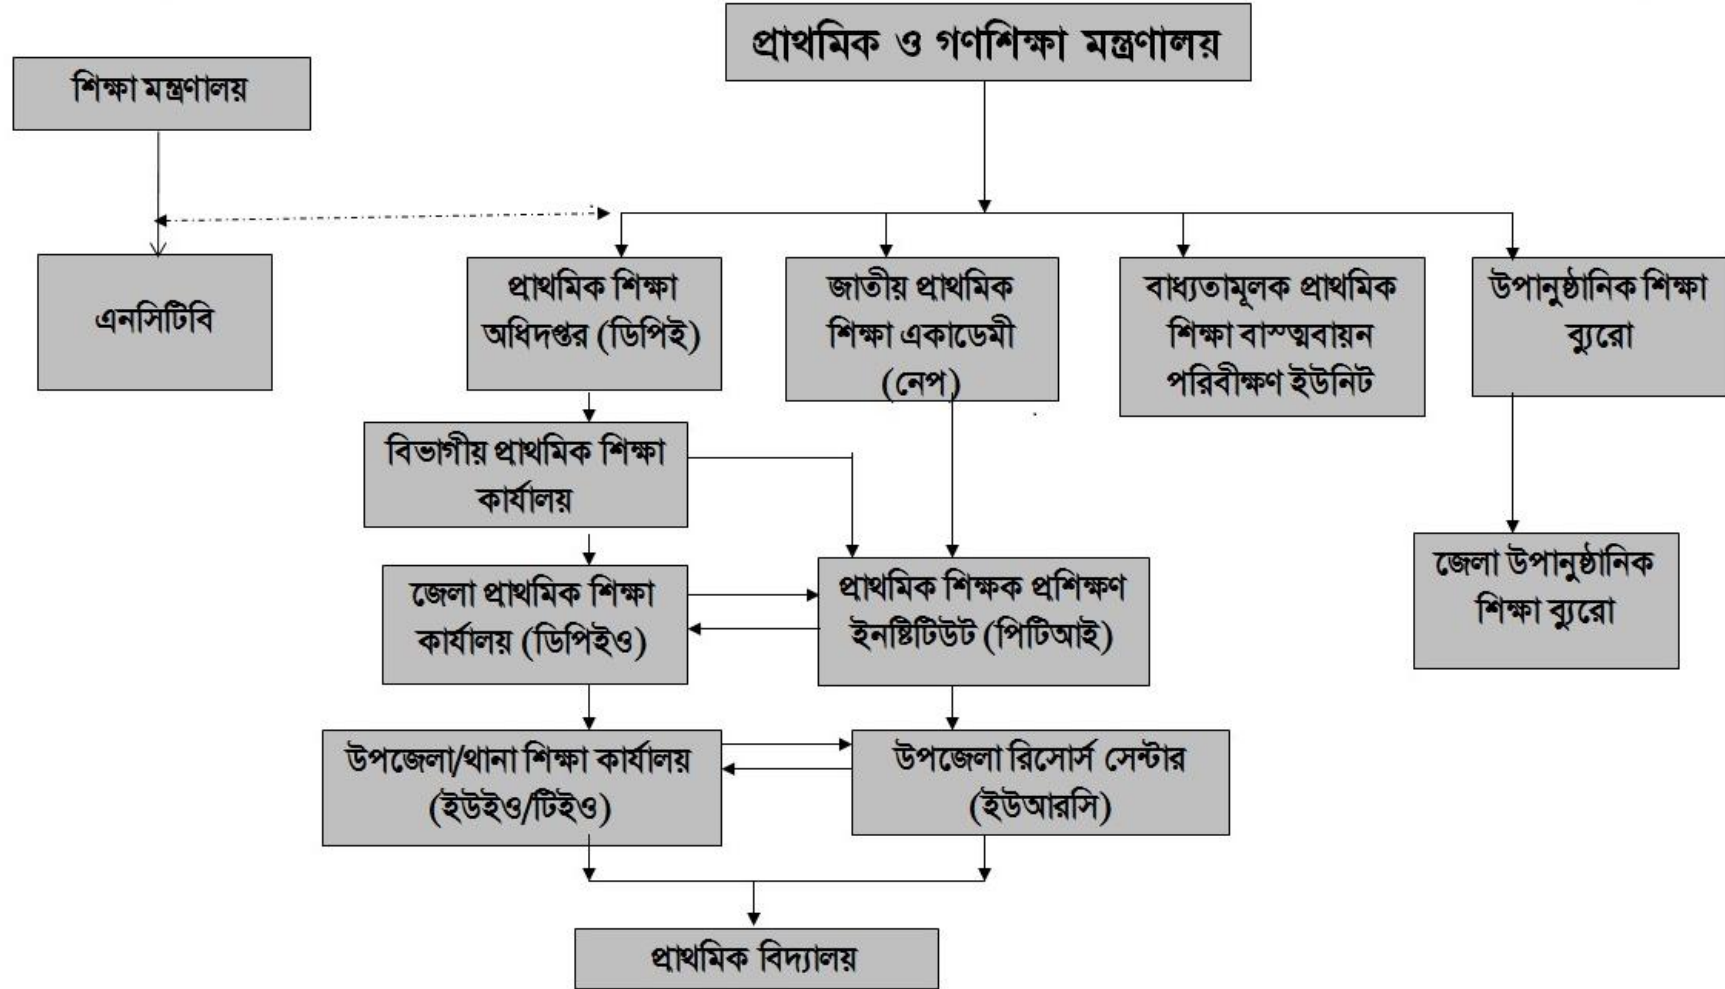 প্রাথমিক ও গণশিক্ষা মন্ত্রণালয়
শিক্ষা মন্ত্রণালয়
এনসিটিবি
প্রাথমিক শিক্ষা
অধিদপ্তর (ডিপিই)
জাতীয় প্রাথমিক
শিক্ষা একাডেমী
(নেপ)
বাধ্যতামূলক প্রাথমিক
শিক্ষা বাস্ত্মবায়ন
পরিবীক্ষণ ইউনিট
উপানুষ্ঠানিক শিক্ষা
ব্যুরো
বিভাগীয় প্রাথমিক শিক্ষা
কার্যালয়
জেলা প্রাথমিক শিক্ষা
কার্যালয় (ডিপিইও)
প্রাথমিক শিক্ষক প্রশিক্ষণ
ইনষ্টিটিউট (পিটিআই)
জেলা উপানুষ্ঠানিক
শিক্ষা ব্যুরো
উপজেলা/থানা শিক্ষা কার্যালয়
(ইউইও/টিইও)
উপজেলা রিসোর্স সেন্টার
(ইউআরসি)
প্রাথমিক বিদ্যালয়